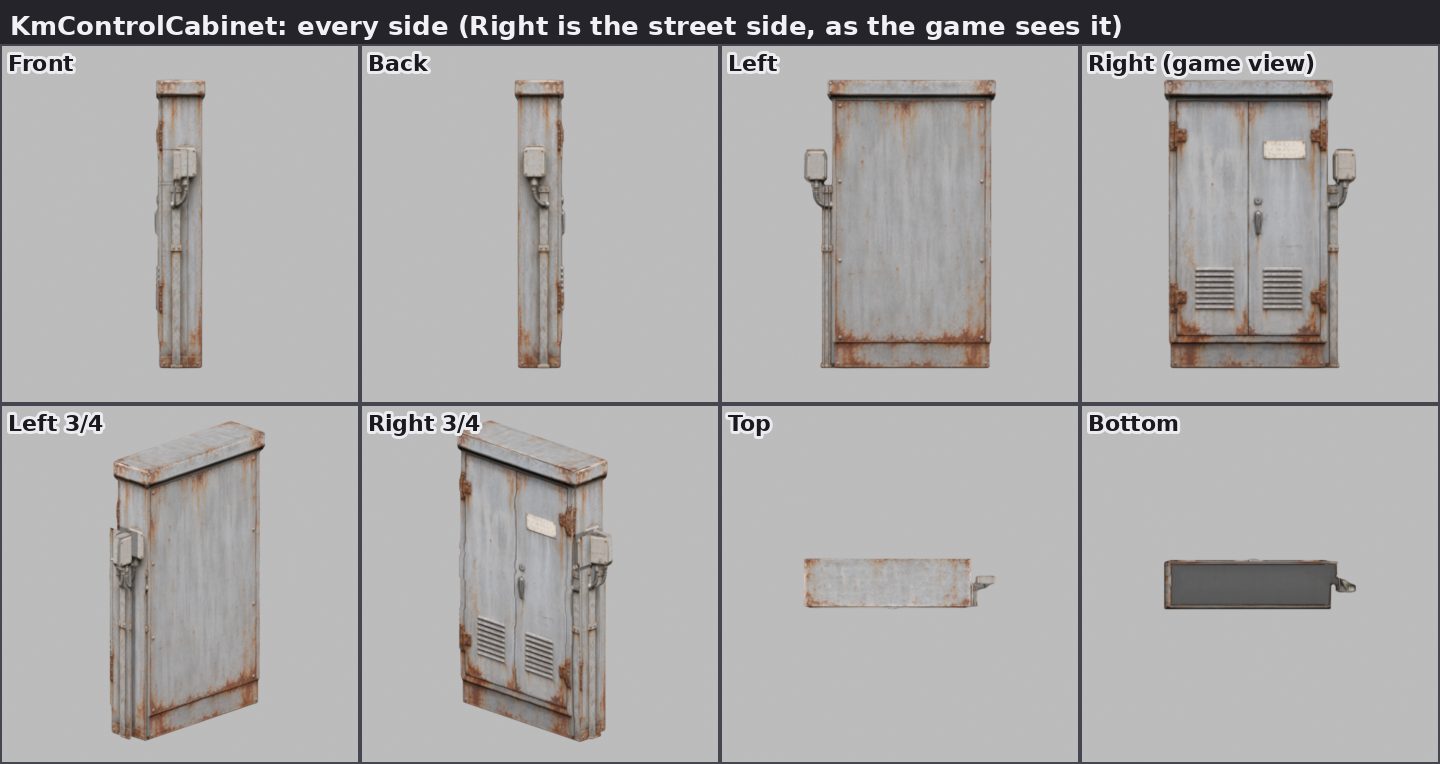 KmControlCabinet: every side (Right is the street side, as the game sees it)
Front
Back
Left
Right (game view)
Left 3/4
Right 3/4
Top
Bottom